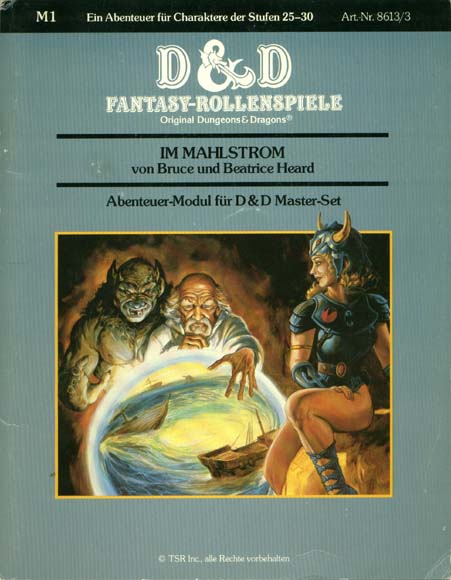 M1 Ein Abenteuer für Charaktere der Stufen 25–30 Art.-Nr. 8613/3
D&D
FANTASY-ROLLENSPIELE
Original Dungeons & Dragons®
IM MAHLSTROM
von Bruce und Beatrice Heard
Abenteuer-Modul für D&D Master-Set
© TSR Inc., alle Rechte vorbehalten